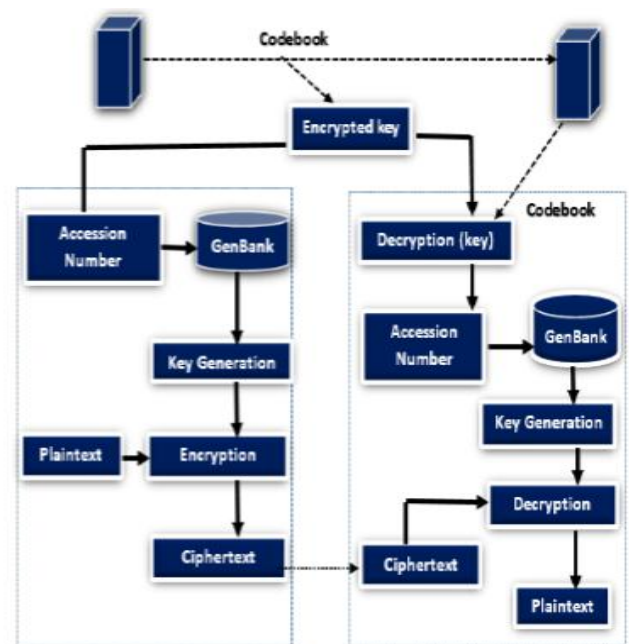 Codebook
Encrypted key
Accession
Number
GenBank
Key Generation
Plaintext
Encryption
Ciphertext
Codebook
Decryption (key)
Accession
Number
GenBank
Key Generation
Decryption
Ciphertext
Plaintext